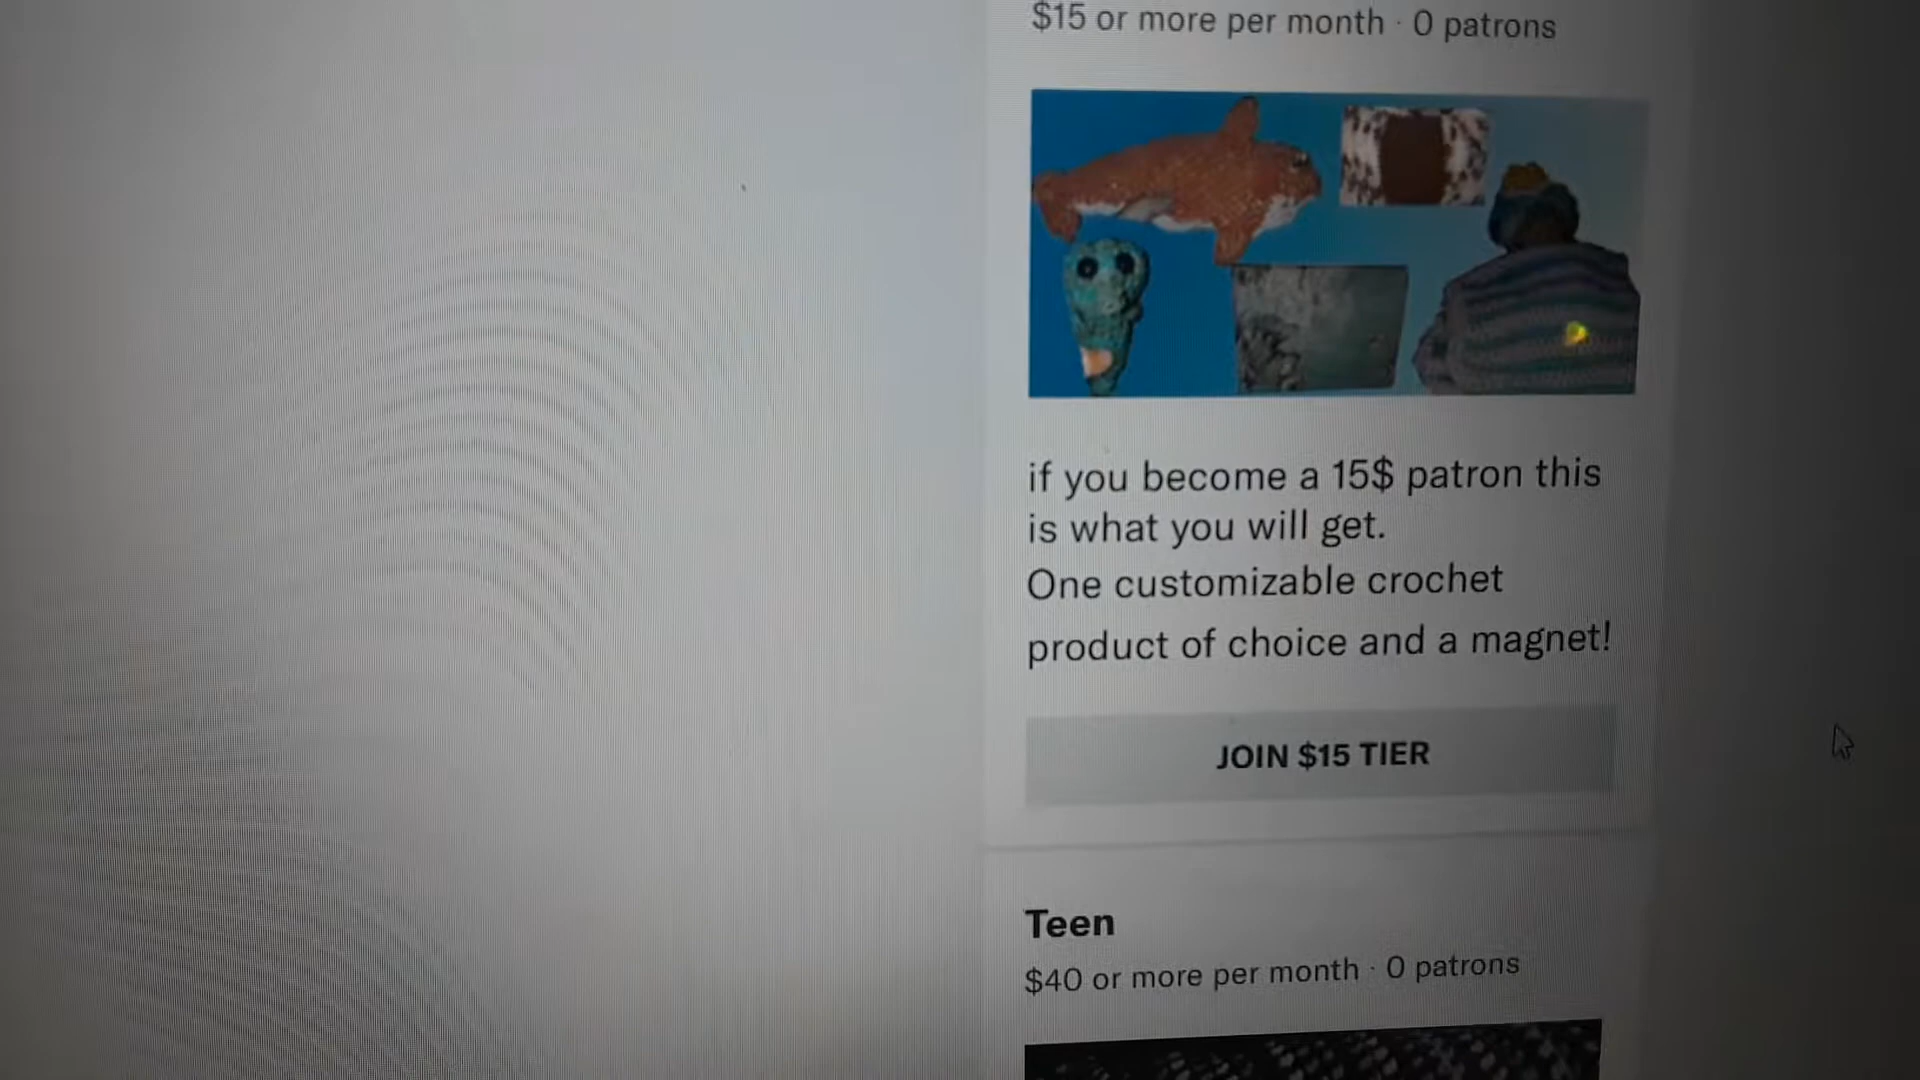 $15 or more per month · 0 patrons
if you become a 15$ patron this
is what you will get.
One customizable crochet
product of choice and a magnet!
JOIN $15 TIER
Teen
$40 or more per month · 0 patrons